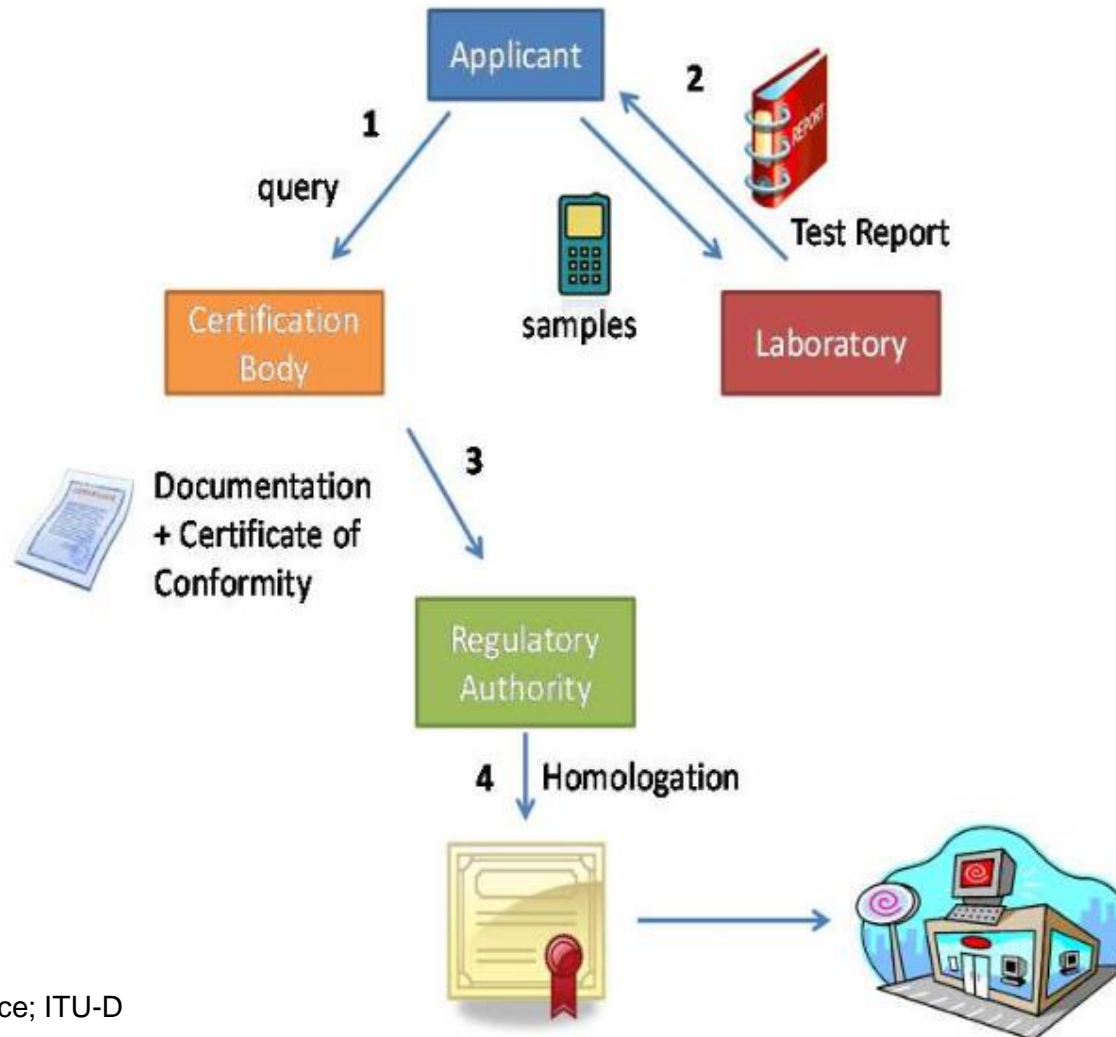 Applicant
1
2
REPORT
query
Test Report
samples
Certification
Body
Laboratory
3
Documentation
+ Certificate of
Conformity
Regulatory
Authority
4
Homologation
ce; ITU-D